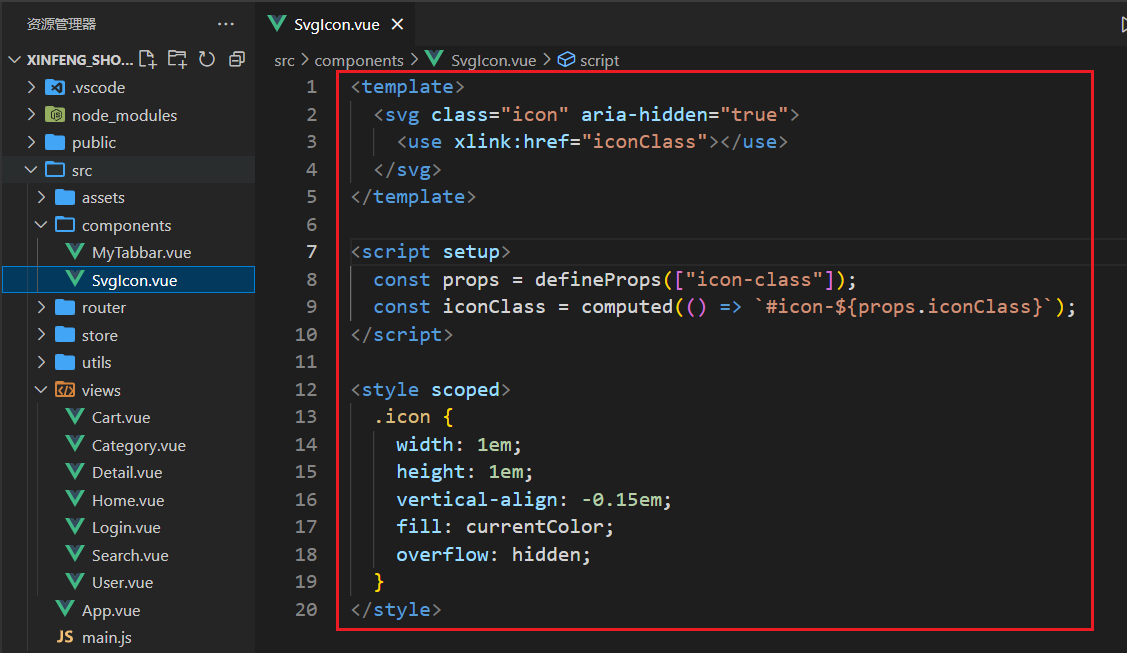 资源管理器 ···
XINFENG_SHO...
.vscode
node_modules
public
src
assets
components
MyTabbar.vue
SvgIcon.vue
router
store
utils
views
Cart.vue
Category.vue
Detail.vue
Home.vue
Login.vue
Search.vue
User.vue
App.vue
JS main.js
SvgIcon.vue
src > components > SvgIcon.vue > script
1 <template>
2 <svg class="icon" aria-hidden="true">
3 <use xlink:href="iconClass"></use>
4 </svg>
5 </template>
6
7 <script setup>
8 const props = defineProps(["icon-class"]);
9 const iconClass = computed(() => `#icon-${props.iconClass}`);
10 </script>
11
12 <style scoped>
13 .icon {
14 width: 1em;
15 height: 1em;
16 vertical-align: -0.15em;
17 fill: currentColor;
18 overflow: hidden;
19 }
20 </style>